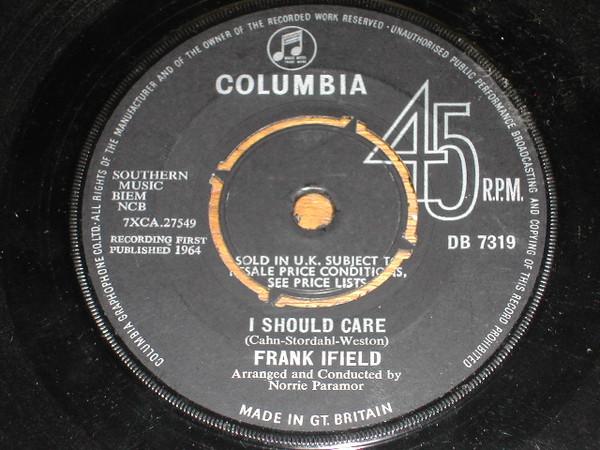 COLUMBIA GRAPHOPHONE CO.LTD·ALL RIGHTS OF THE MANUFACTURER AND OF THE OWNER OF THE RECORDED WORK RESERVED · UNAUTHORISED PUBLIC PERFORMANCE BROADCASTING AND COPYING OF THIS RECORD PROHIBITED
COLUMBIA
45
R.P.M.
SOUTHERN
MUSIC
BIEM
NCB
7XCA.27549
RECORDING FIRST
PUBLISHED 1964
DB 7319
SOLD IN U.K. SUBJECT
PRICE CONDITIONS,
SEE PRICE LISTS
I SHOULD CARE
(Cahn-Stordahl-Weston)
FRANK IFIELD
Arranged and Conducted by
Norrie Paramor
MADE IN GT. BRITAIN